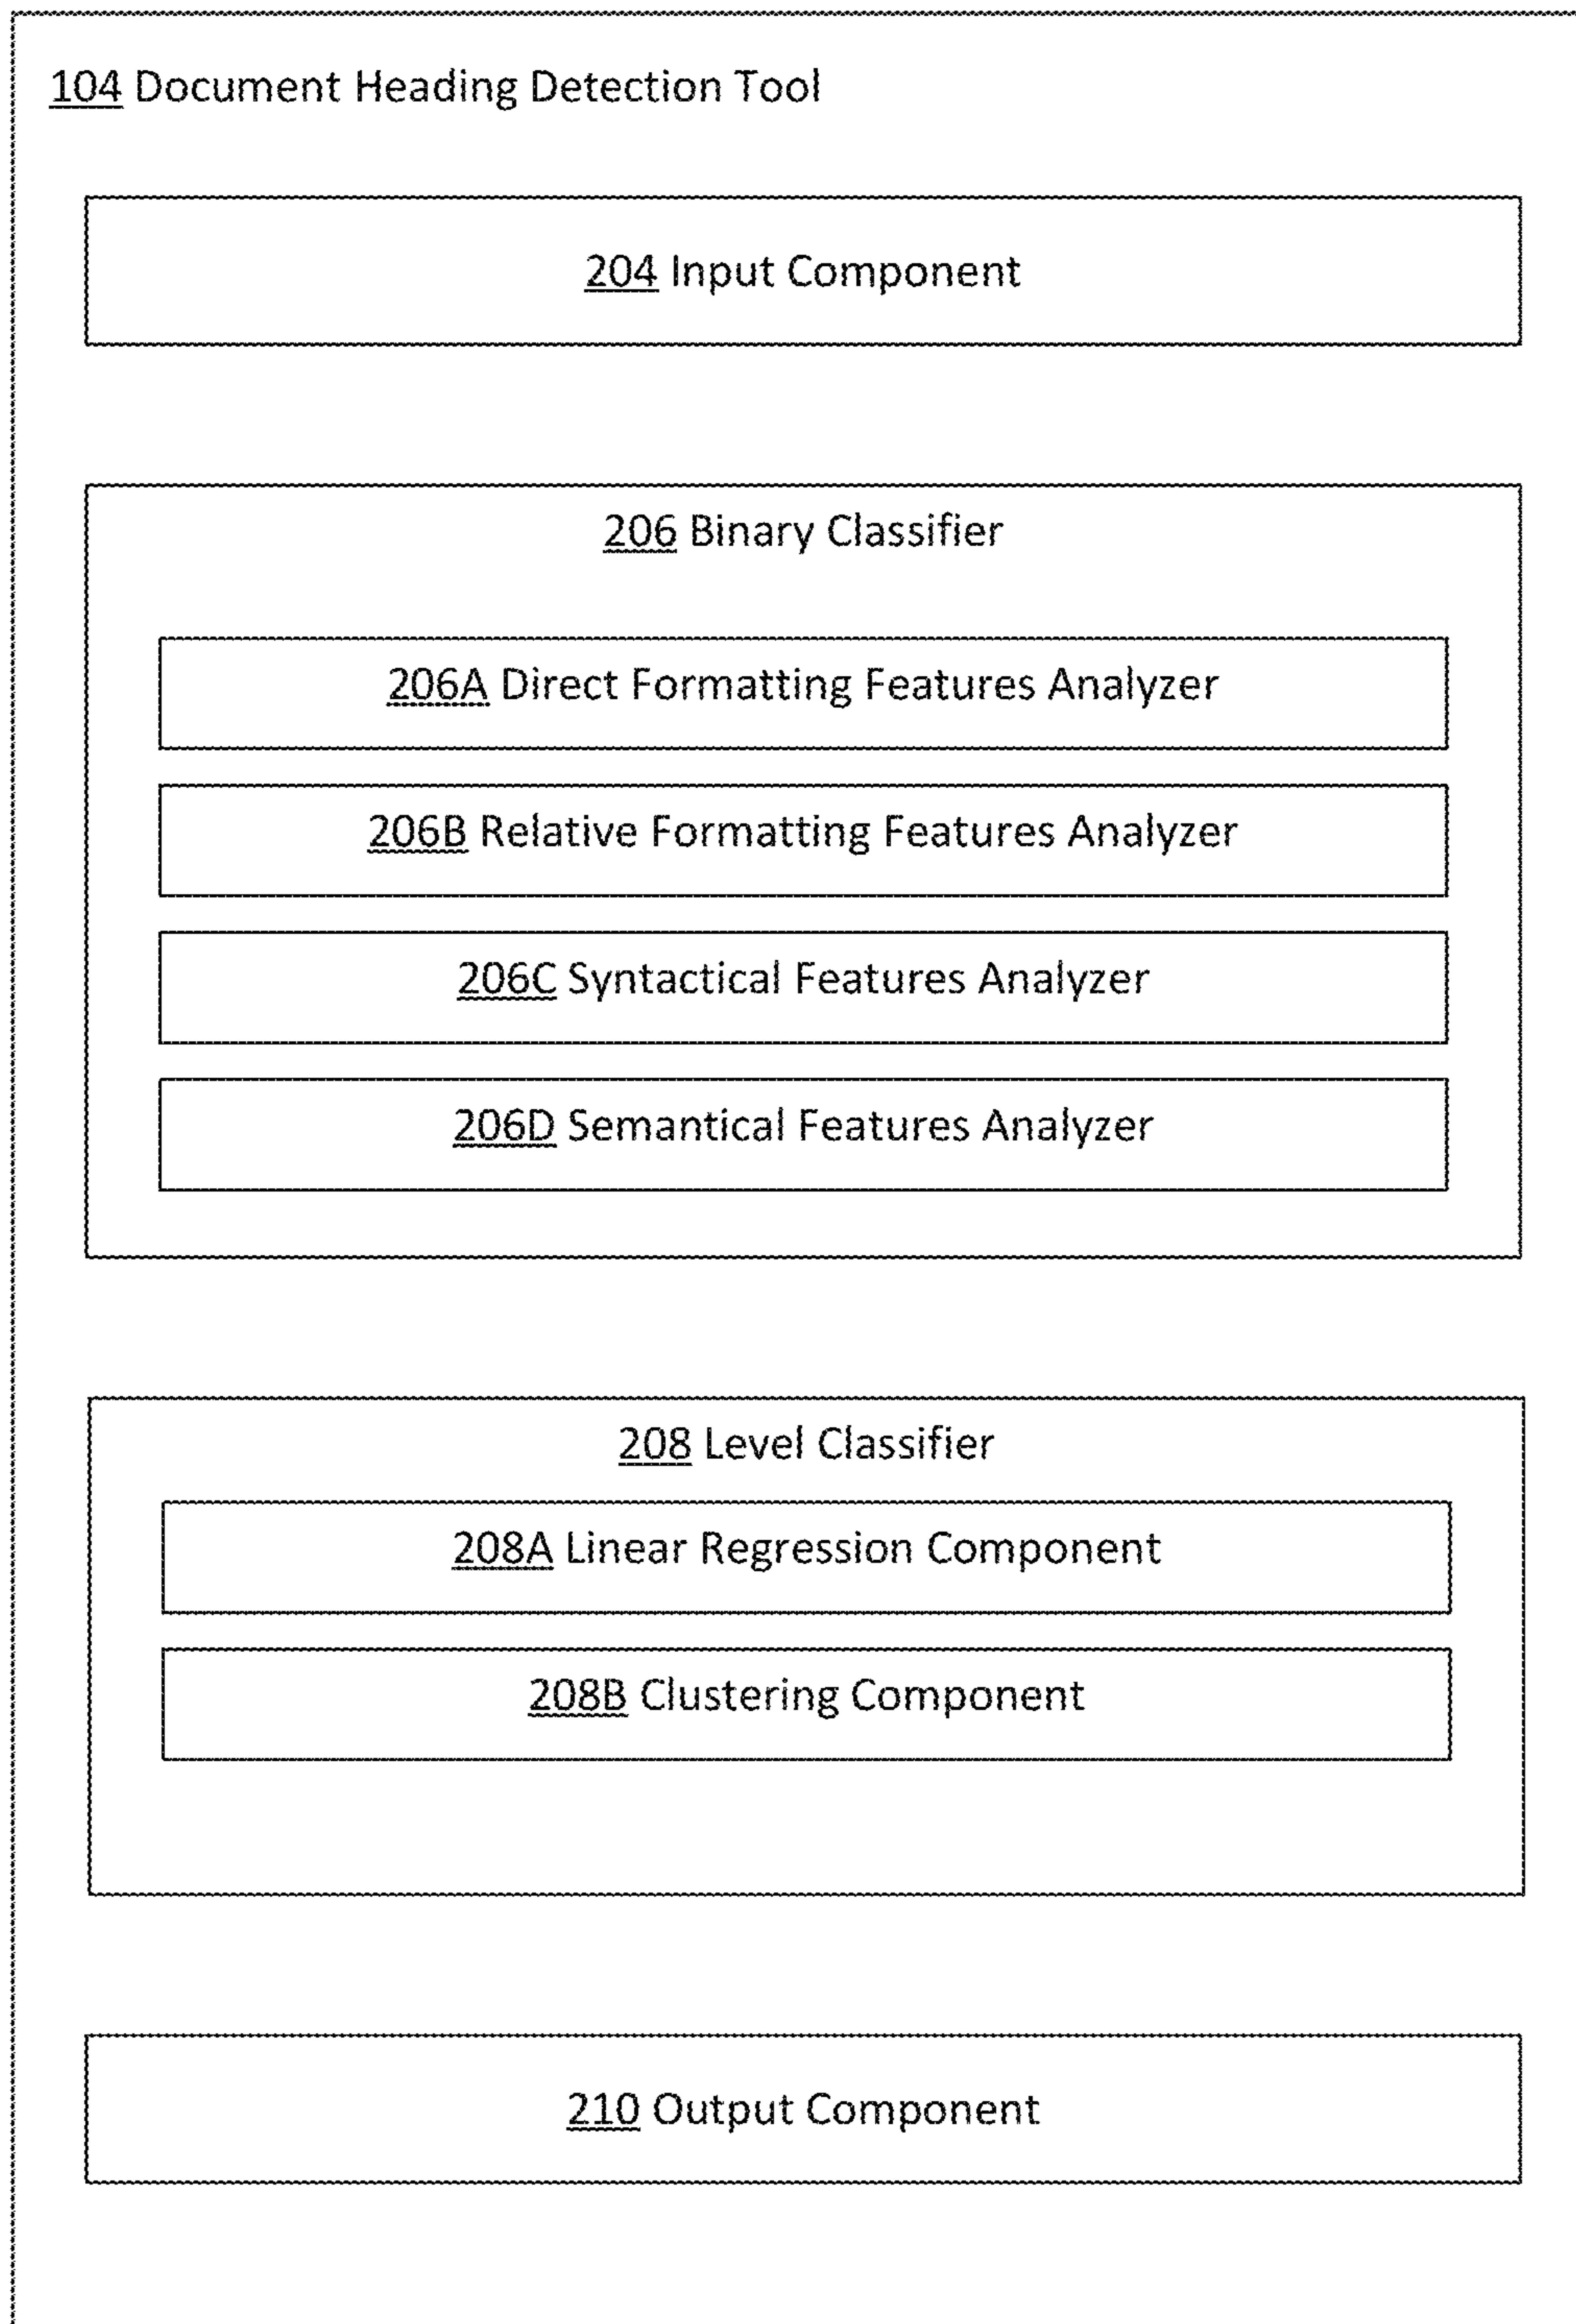 104 Document Heading Detection Tool
204 Input Component
206 Binary Classifier
206A Direct Formatting Features Analyzer
206B Relative Formatting Features Analyzer
206C Syntactical Features Analyzer
206D Semantical Features Analyzer
208 Level Classifier
208A Linear Regression Component
208B Clustering Component
210 Output Component